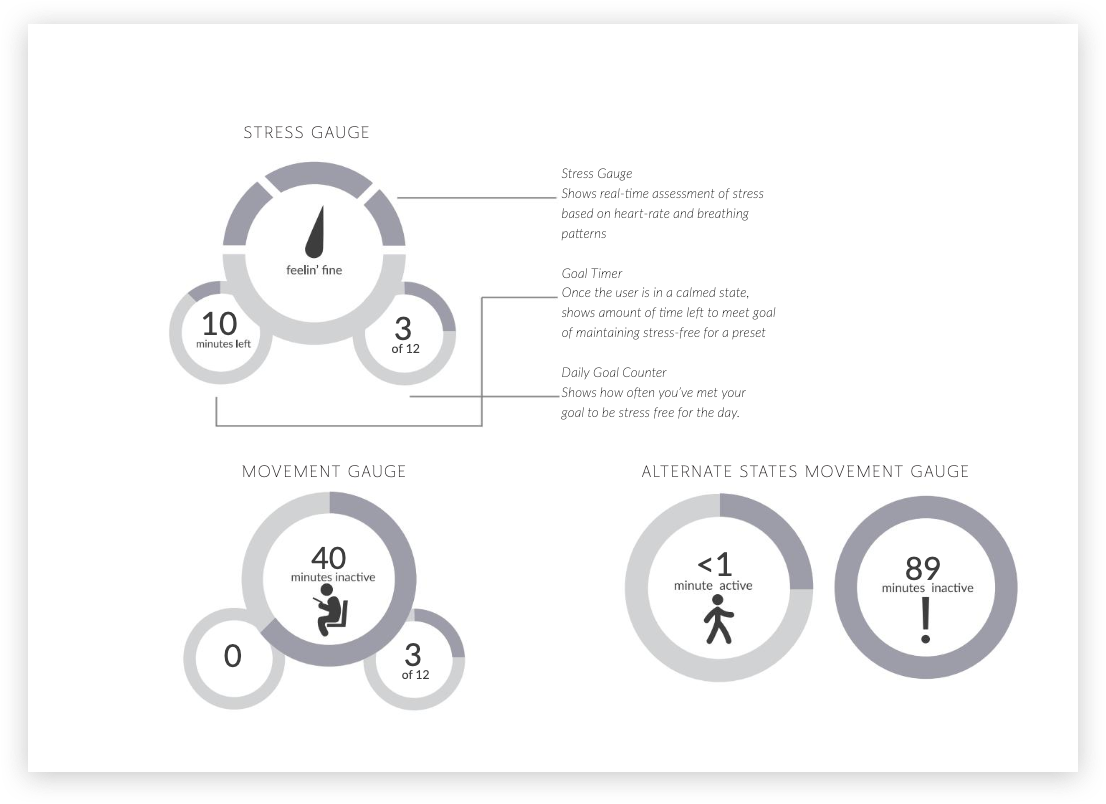 STRESS GAUGE
feelin' fine
10
minutes left
3
of 12
Stress Gauge
Shows real-time assessment of stress
based on heart-rate and breathing
patterns
Goal Timer
Once the user is in a calmed state,
shows amount of time left to meet goal
of maintaining stress-free for a preset
Daily Goal Counter
Shows how often you've met your
goal to be stress free for the day.
MOVEMENT GAUGE
40
minutes inactive
0
3
of 12
ALTERNATE STATES MOVEMENT GAUGE
<1
minute active
89
minutes inactive
!